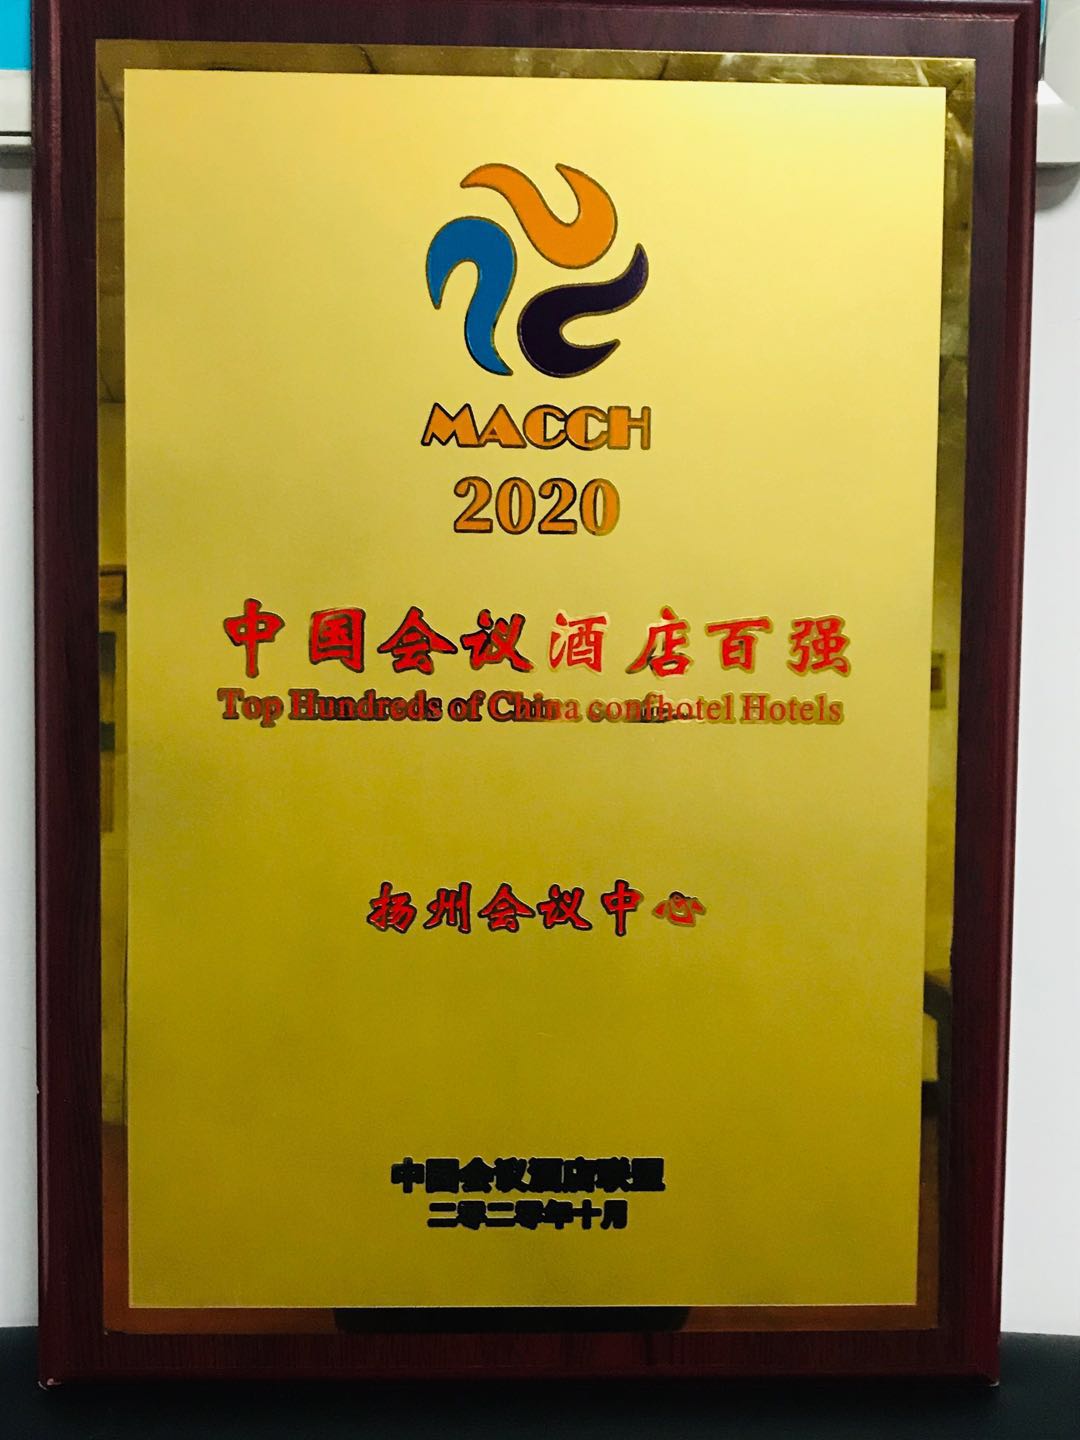 MACCH
2020
中国会议酒店百强
Top Hundreds of China confhotel Hotels
扬州会议中心
中国会议酒店联盟
二零二零年十月